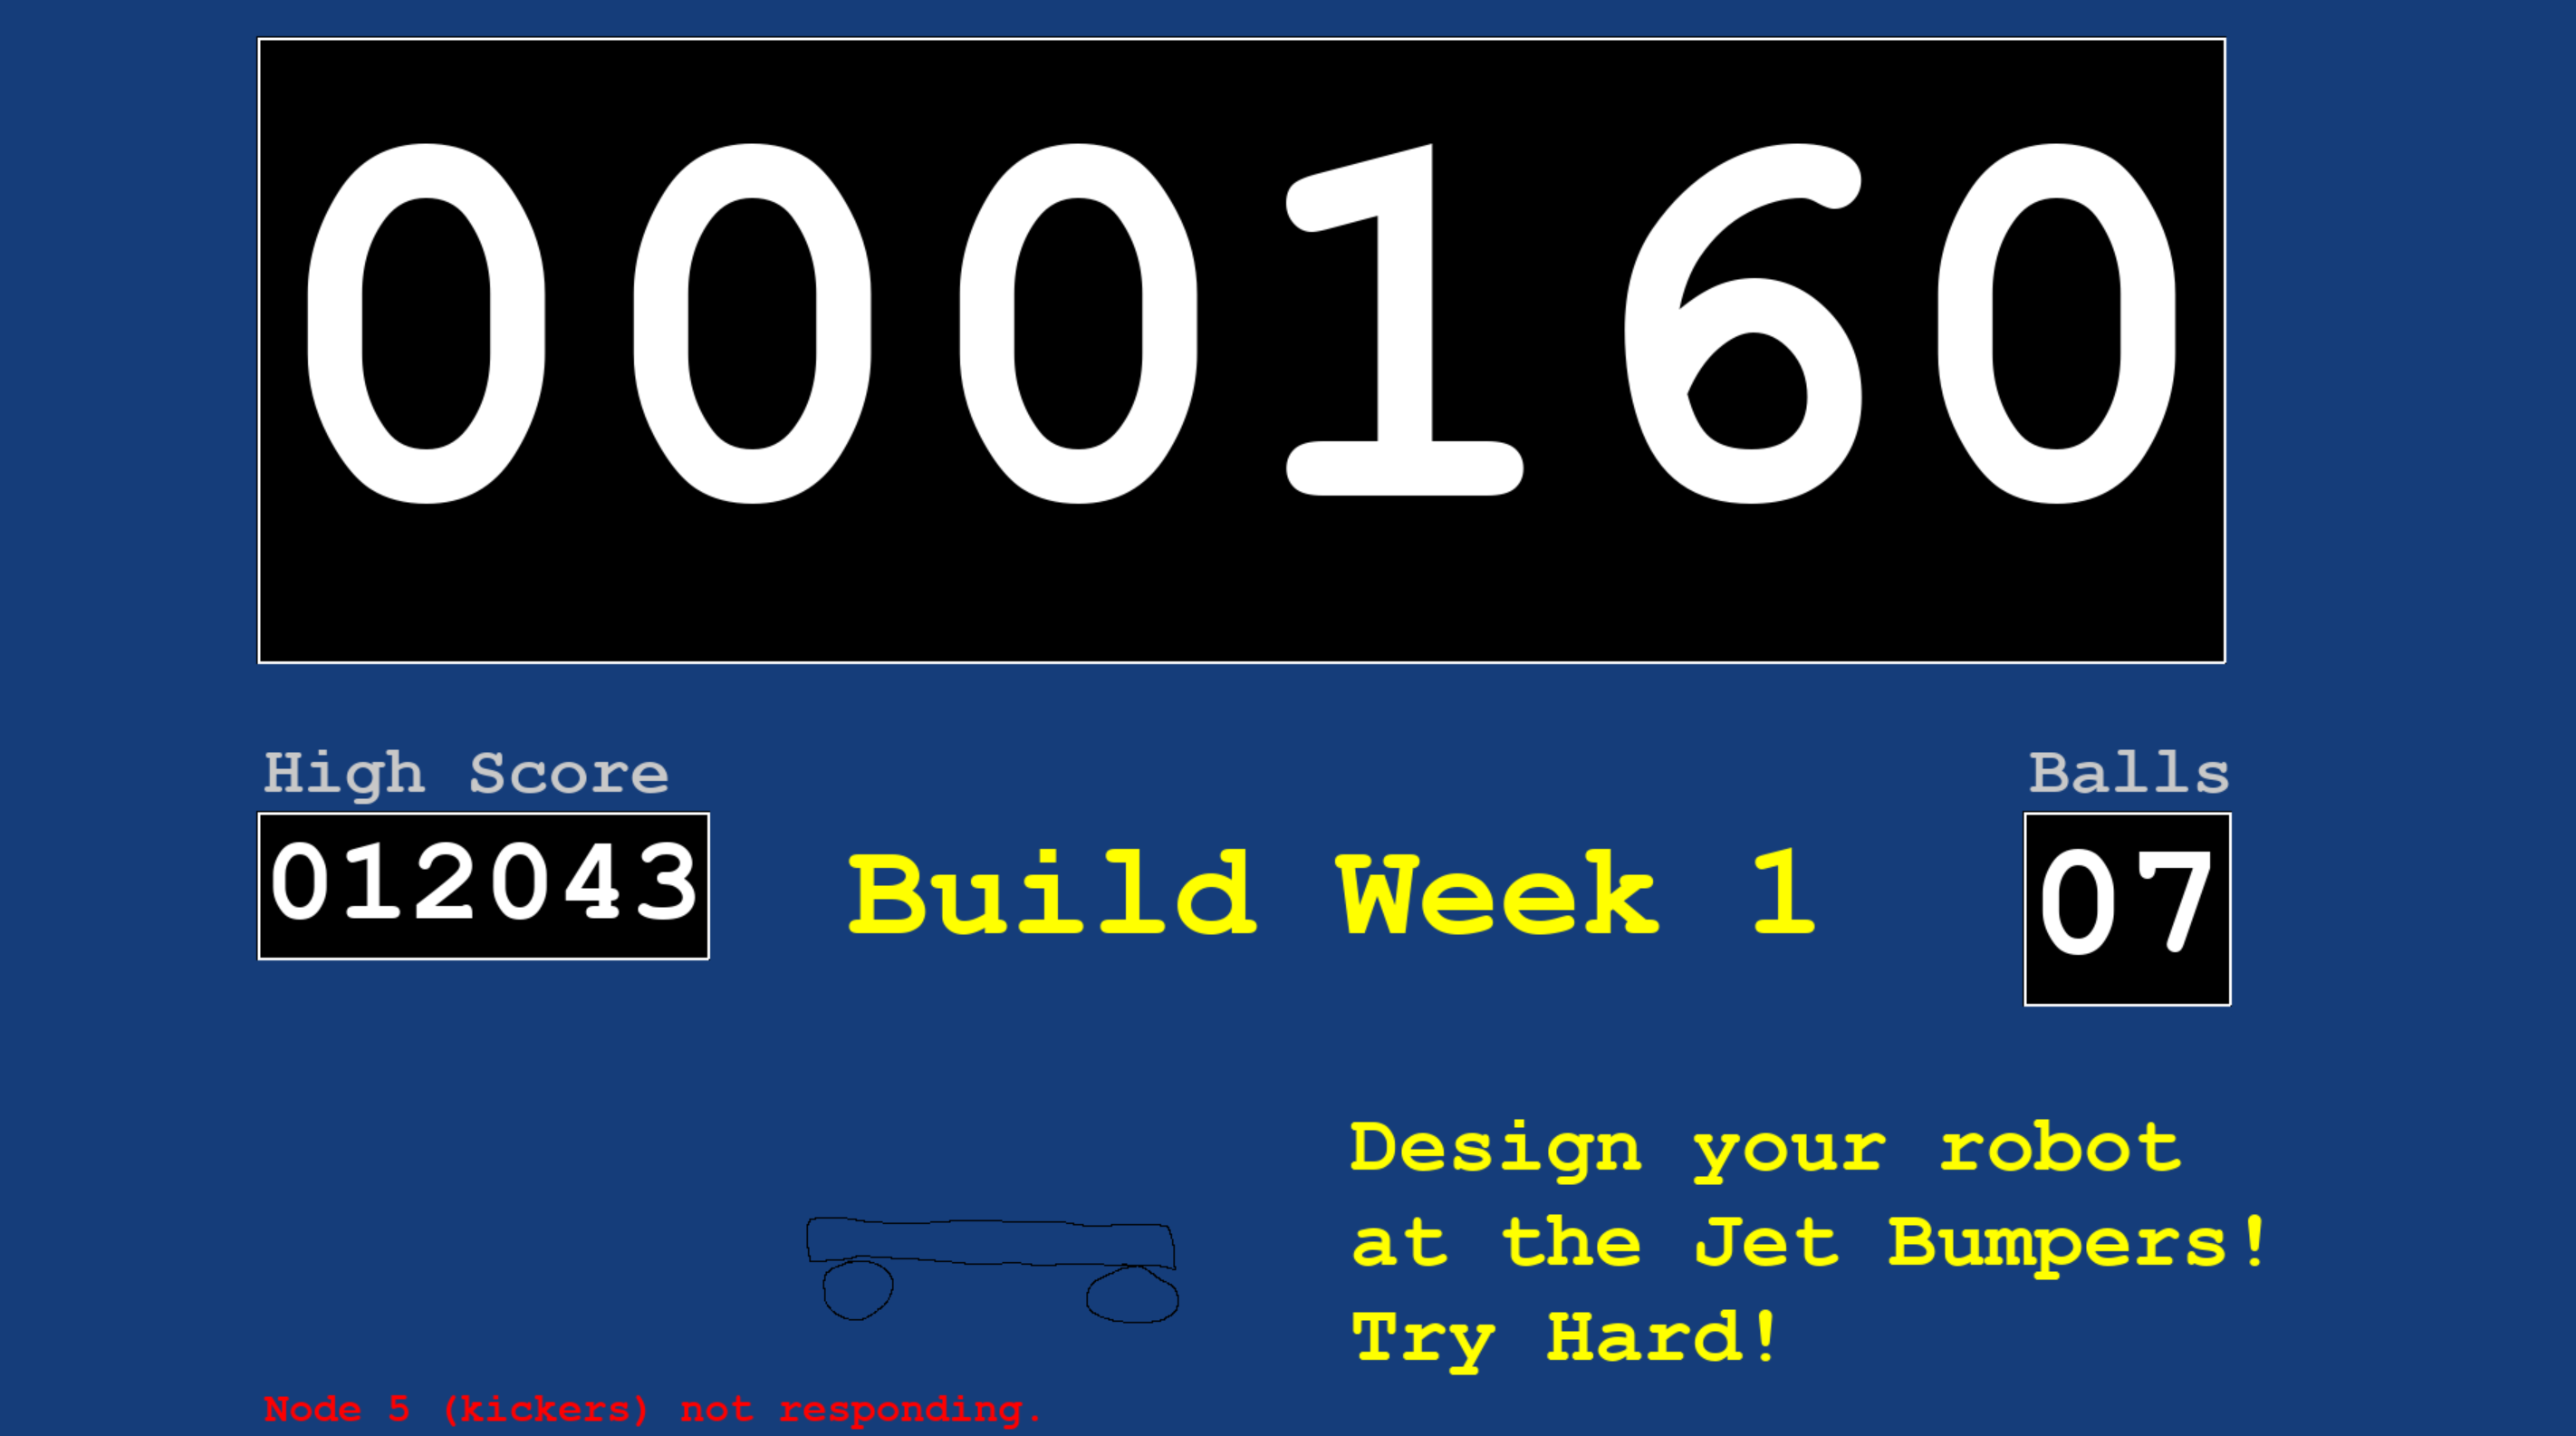 000160
High Score
Balls
012043
Build Week 1
07
Design your robot
at the Jet Bumpers!
Try Hard!
Node 5 (kickers) not responding.